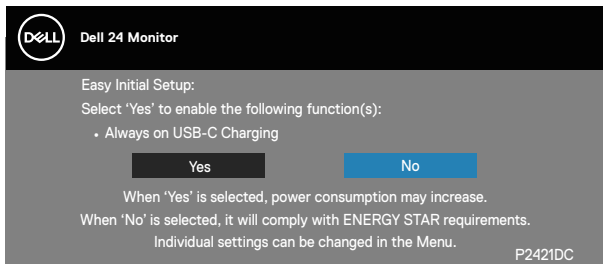 DELL
Dell 24 Monitor
Easy Initial Setup:
Select ‘Yes’ to enable the following function(s):
• Always on USB-C Charging
Yes
No
When ‘Yes’ is selected, power consumption may increase.
When ‘No’ is selected, it will comply with ENERGY STAR requirements.
Individual settings can be changed in the Menu.
P2421DC